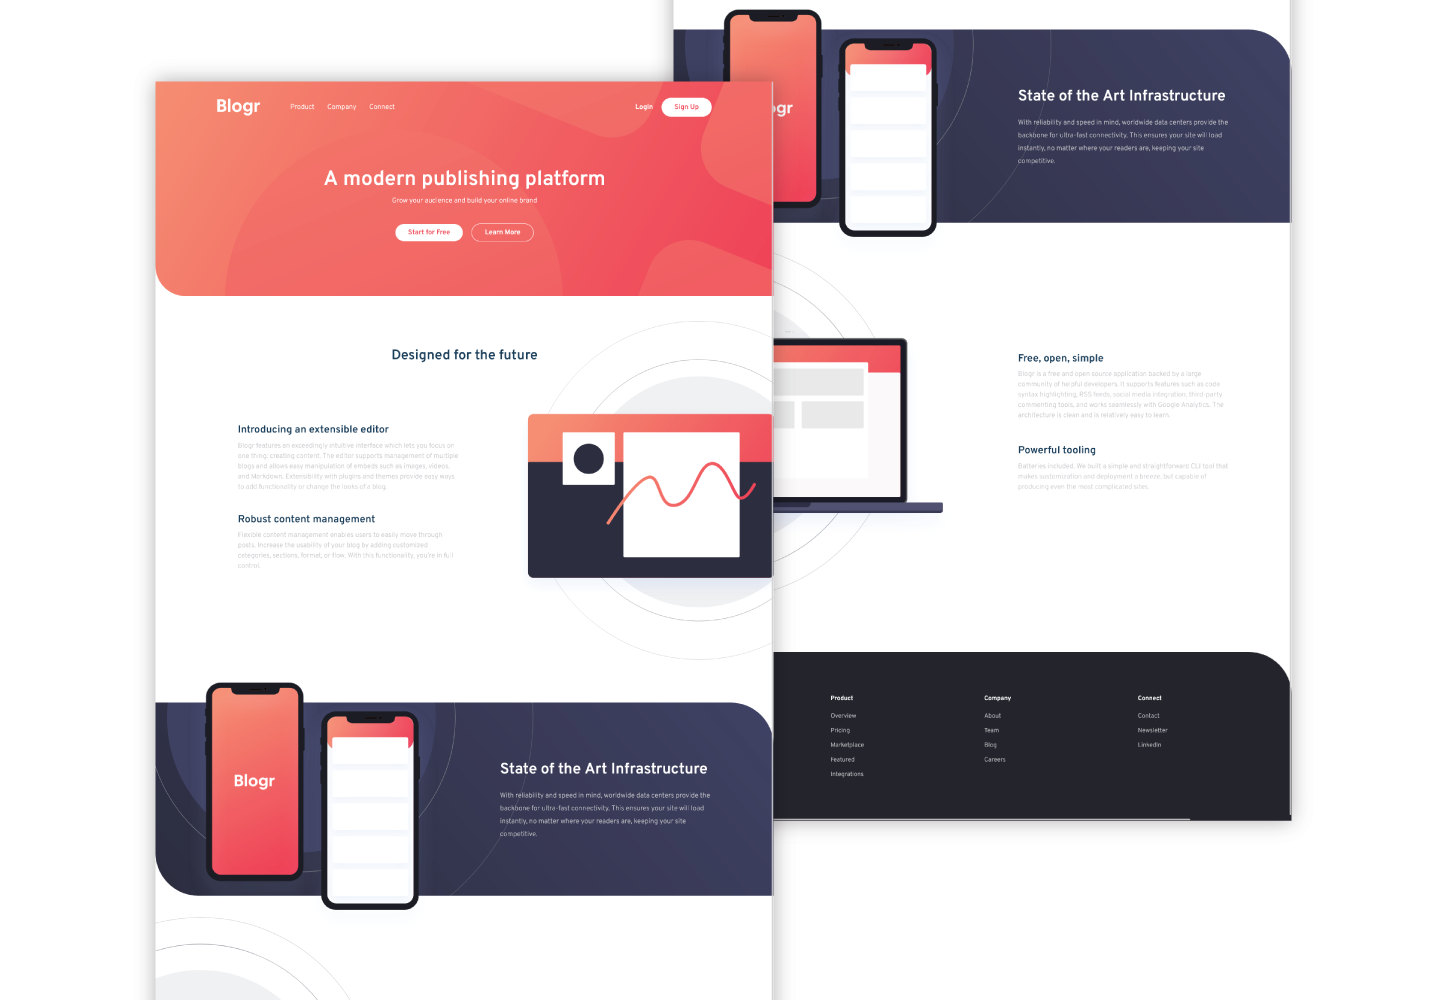 Blogr
Product
Company
Connect
Login
Sign Up
A modern publishing platform
Grow your audience and build your online brand
Start for Free
Learn More
Designed for the future
Introducing an extensible editor
Blogr features an exceedingly intuitive interface which lets you focus on
one thing: creating content. The editor supports management of multiple
blogs and allows easy manipulation of embeds such as images, videos,
and Markdown. Extensibility with plugins and themes provide easy ways
to add functionality or change the looks of a blog.
Robust content management
Flexible content management enables users to easily move through
posts. Increase the usability of your blog by adding customized
categories, sections, format, or flow. With this functionality, you're in full
control.
Blogr
State of the Art Infrastructure
With reliability and speed in mind, worldwide data centers provide the
backbone for ultra-fast connectivity. This ensures your site will load
instantly, no matter where your readers are, keeping your site
competitive.
ogr
State of the Art Infrastructure
With reliability and speed in mind, worldwide data centers provide the
backbone for ultra-fast connectivity. This ensures your site will load
instantly, no matter where your readers are, keeping your site
competitive.
Free, open, simple
Blogr is a free and open source application backed by a large
community of helpful developers. It supports features such as code
syntax highlighting, RSS feeds, social media integration, third-party
commenting tools, and works seamlessly with Google Analytics. The
architecture is clean and is relatively easy to learn.
Powerful tooling
Batteries included. We built a simple and straightforward CLI tool that
makes customization and deployment a breeze, but capable of
producing even the most complicated sites.
Product
Overview
Pricing
Marketplace
Featured
Integrations
Company
About
Team
Blog
Careers
Connect
Contact
Newsletter
LinkedIn